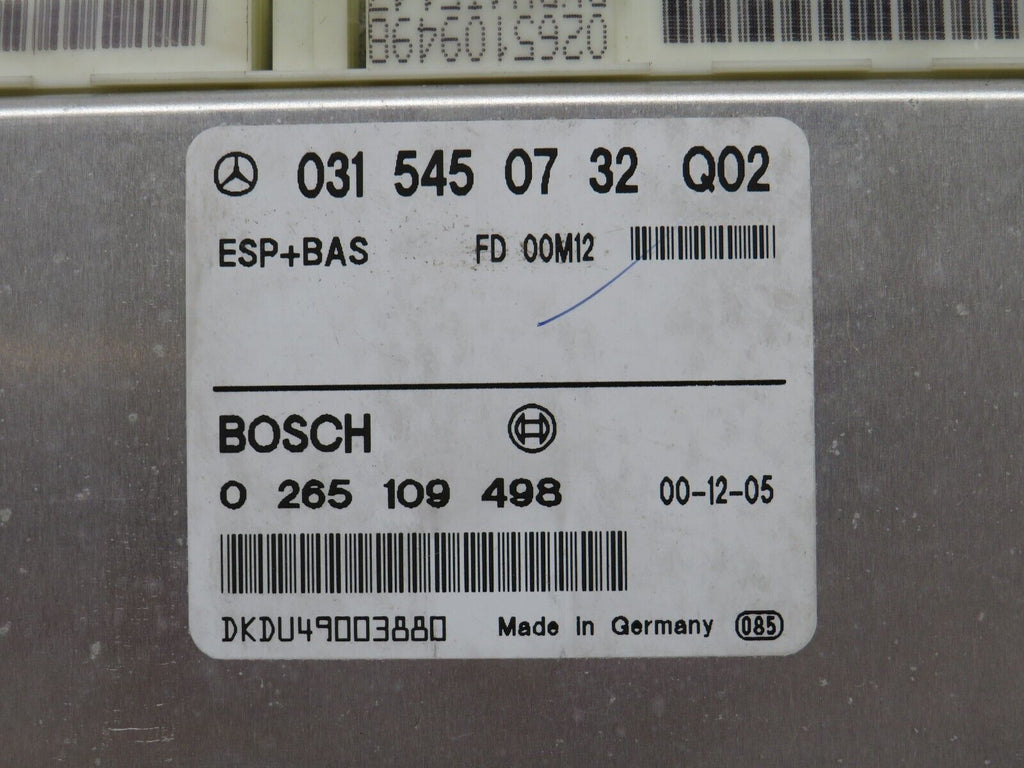 0265109498
031 545 07 32 Q02
ESP+BAS FD 00M12
BOSCH
0 265 109 498 00-12-05
DKDU49003880 Made In Germany 085